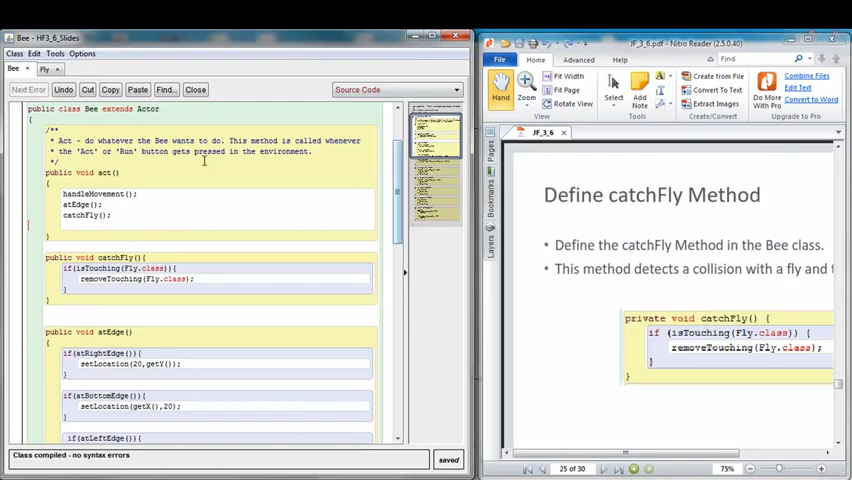 Bee - HF3_6_Slides
Class Edit Tools Options
Bee × Fly ×
Next Error Undo Cut Copy Paste Find... Close Source Code
public class Bee extends Actor
{
/**
* Act - do whatever the Bee wants to do. This method is called whenever
* the 'Act' or 'Run' button gets pressed in the environment.
*/
public void act()
{
handleMovement();
atEdge();
catchFly();
}
public void catchFly(){
if(isTouching(Fly.class)){
removeTouching(Fly.class);
}
}
public void atEdge()
{
if(atRightEdge()){
setLocation(20,getY());
}
if(atBottomEdge()){
setLocation(getX(),20);
}
if(atLeftEdge()){
Class compiled - no syntax errors
saved
JF_3_6.pdf - Nitro Reader (2.5.0.40)
File Home Advanced Find
Hand Zoom Fit Width Fit Page Rotate View
View
Select Add Note
Tools
Create from File Convert To Text Extract Images
Create/Convert
Do More With Pro
Combine Files Edit Text Convert to Word
Upgrade to Pro
JF_3_6 ×
Pages Bookmarks Layers
Define catchFly Method
• Define the catchFly Method in the Bee class.
• This method detects a collision with a fly and
private void catchFly() {
if (isTouching(Fly.class)) {
removeTouching(Fly.class);
}
}
25 of 30
75%